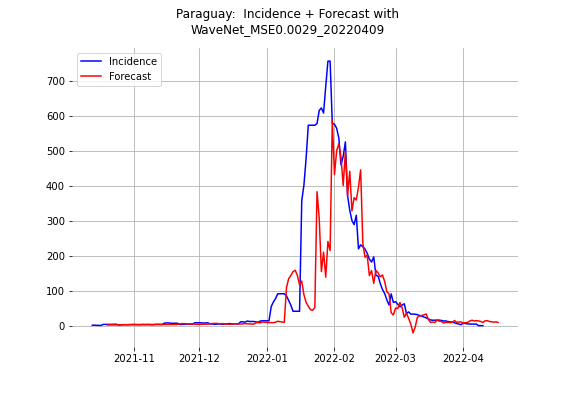 Paraguay:  Incidence + Forecast with
WaveNet_MSE0.0029_20220409
Incidence
Forecast
700
600
500
400
300
200
100
0
2021-11 2021-12 2022-01 2022-02 2022-03 2022-04